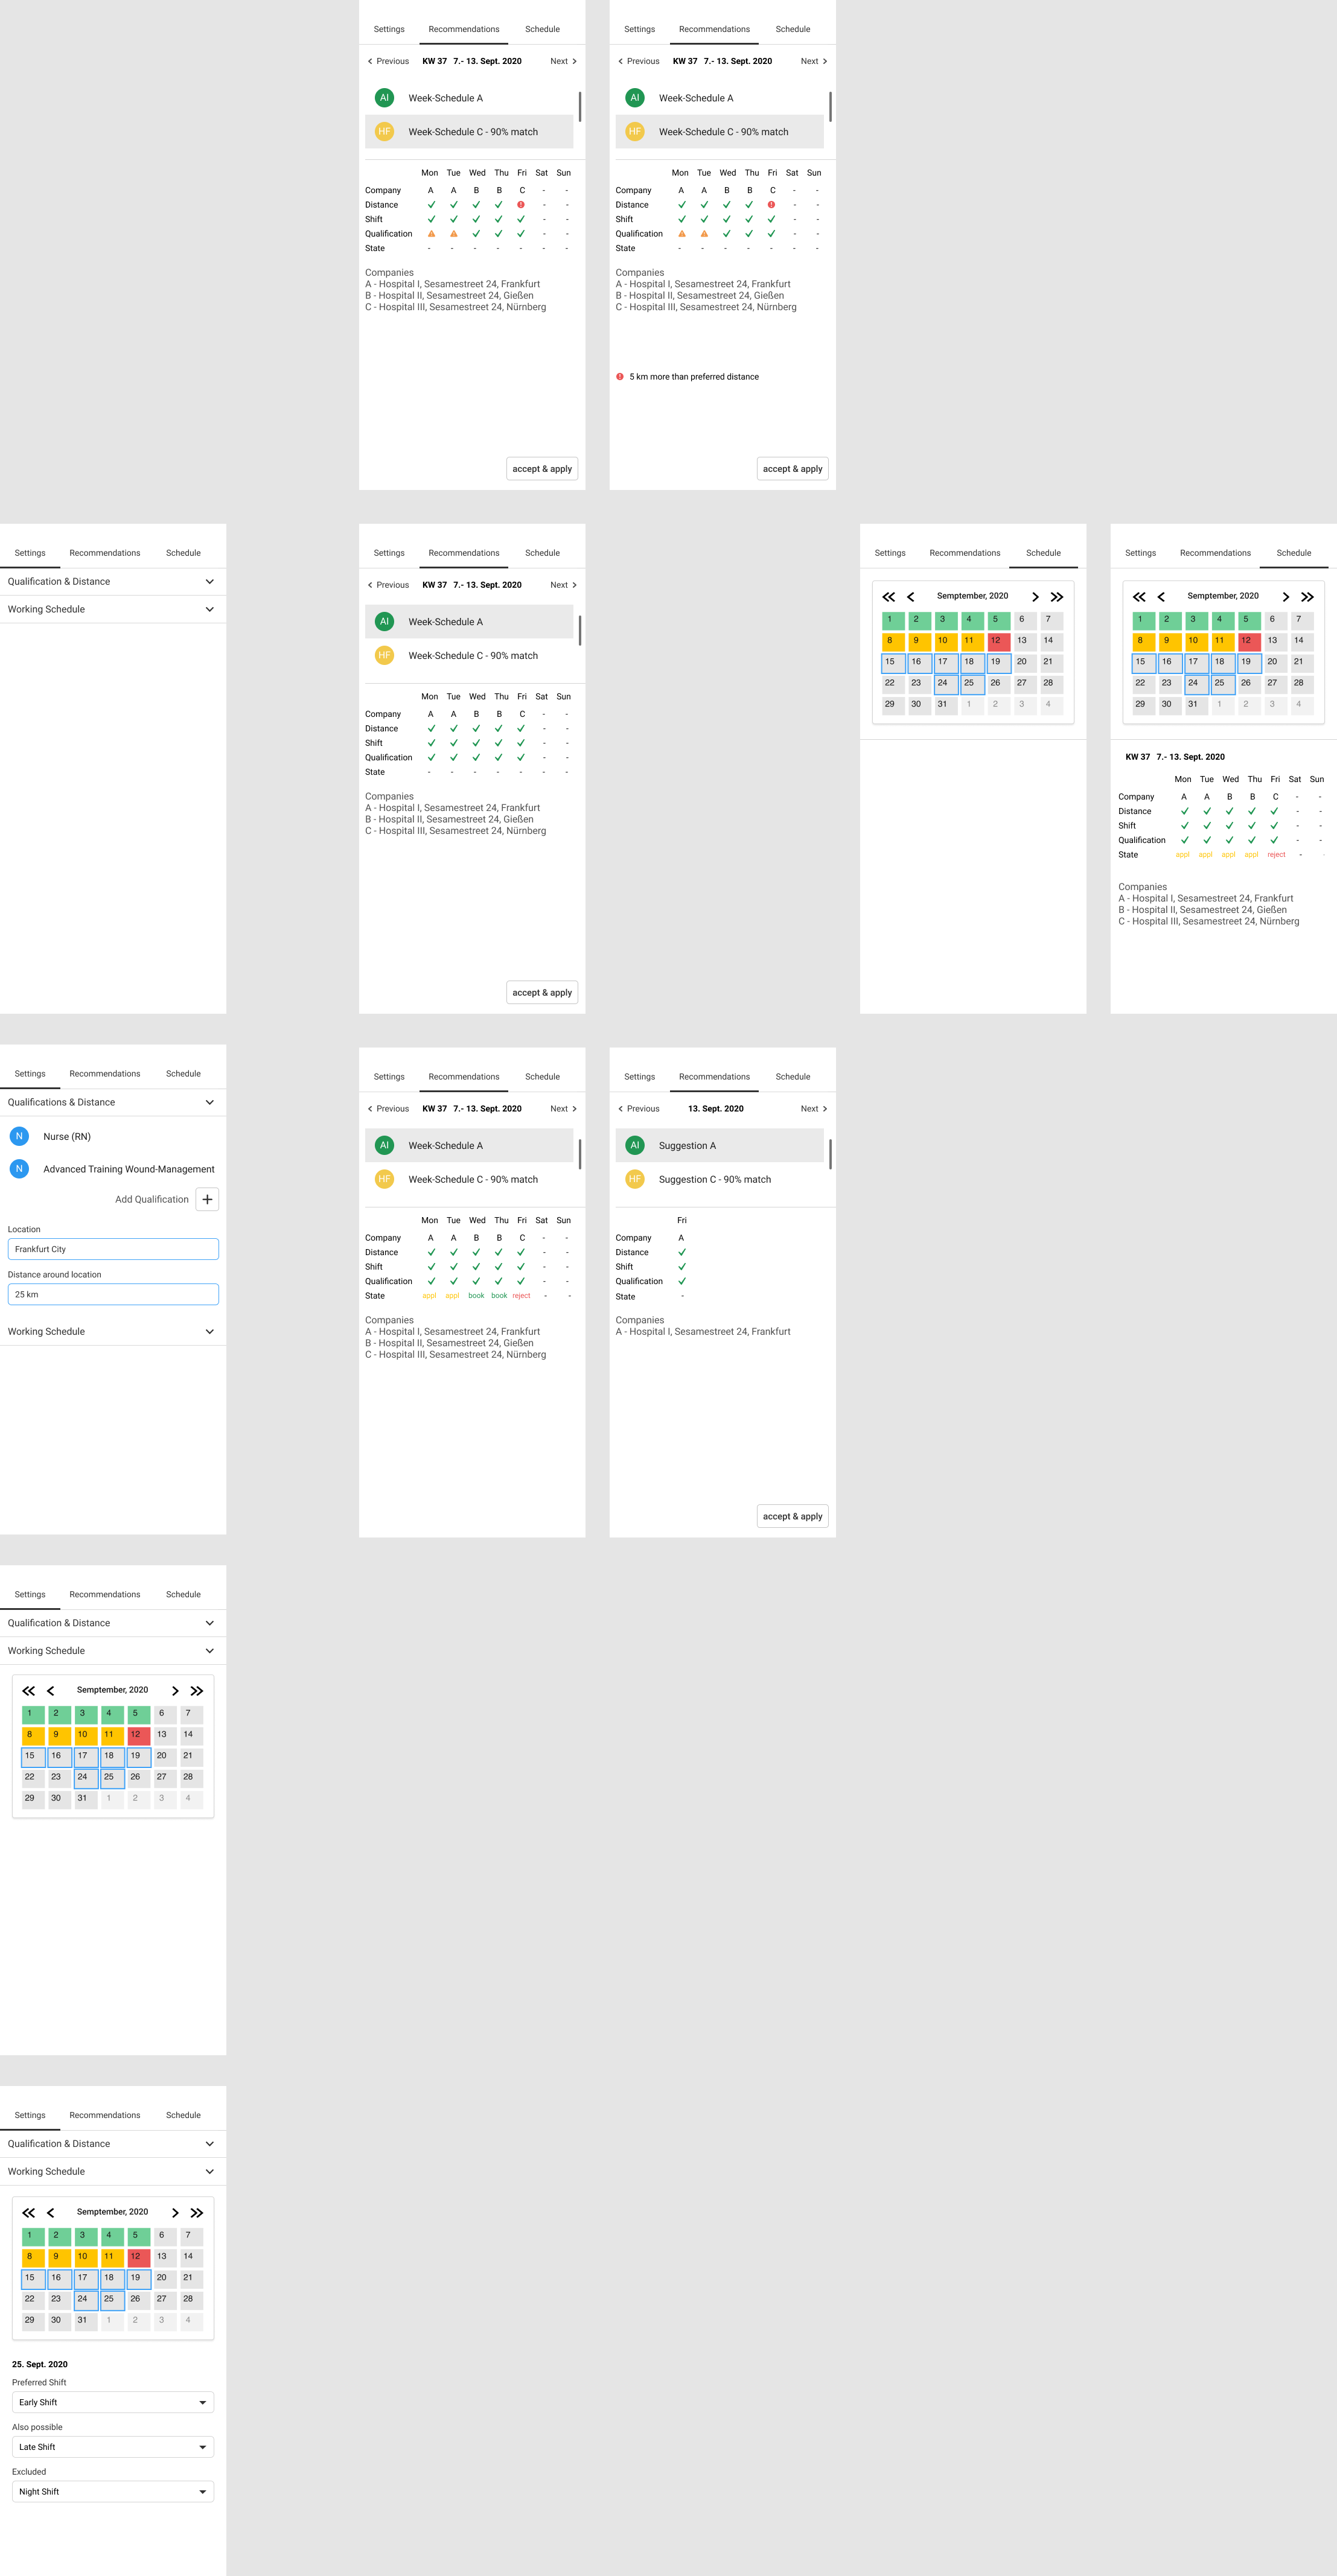 Settings Recommendations Schedule
Previous KW 37 7.- 13. Sept. 2020 Next
AI Week-Schedule A
HF Week-Schedule C - 90% match
Mon Tue Wed Thu Fri Sat Sun
Company A A B B C - -
Distance - -
Shift - -
Qualification - -
State - - - - - - -
Companies
A - Hospital I, Sesamestreet 24, Frankfurt
B - Hospital II, Sesamestreet 24, Gießen
C - Hospital III, Sesamestreet 24, Nürnberg
accept & apply
Settings Recommendations Schedule
Previous KW 37 7.- 13. Sept. 2020 Next
AI Week-Schedule A
HF Week-Schedule C - 90% match
Mon Tue Wed Thu Fri Sat Sun
Company A A B B C - -
Distance - -
Shift - -
Qualification - -
State - - - - - - -
Companies
A - Hospital I, Sesamestreet 24, Frankfurt
B - Hospital II, Sesamestreet 24, Gießen
C - Hospital III, Sesamestreet 24, Nürnberg
5 km more than preferred distance
accept & apply
Settings Recommendations Schedule
Qualification & Distance
Working Schedule
Settings Recommendations Schedule
Previous KW 37 7.- 13. Sept. 2020 Next
AI Week-Schedule A
HF Week-Schedule C - 90% match
Mon Tue Wed Thu Fri Sat Sun
Company A A B B C - -
Distance - -
Shift - -
Qualification - -
State - - - - - - -
Companies
A - Hospital I, Sesamestreet 24, Frankfurt
B - Hospital II, Sesamestreet 24, Gießen
C - Hospital III, Sesamestreet 24, Nürnberg
accept & apply
Settings Recommendations Schedule
Semptember, 2020
1 2 3 4 5 6 7
8 9 10 11 12 13 14
15 16 17 18 19 20 21
22 23 24 25 26 27 28
29 30 31 1 2 3 4
Settings Recommendations Schedule
Semptember, 2020
1 2 3 4 5 6 7
8 9 10 11 12 13 14
15 16 17 18 19 20 21
22 23 24 25 26 27 28
29 30 31 1 2 3 4
KW 37 7.- 13. Sept. 2020
Mon Tue Wed Thu Fri Sat Sun
Company A A B B C - -
Distance - -
Shift - -
Qualification - -
State appl appl appl appl reject - -
Companies
A - Hospital I, Sesamestreet 24, Frankfurt
B - Hospital II, Sesamestreet 24, Gießen
C - Hospital III, Sesamestreet 24, Nürnberg
Settings Recommendations Schedule
Qualifications & Distance
N Nurse (RN)
N Advanced Training Wound-Management
Add Qualification
Location
Frankfurt City
Distance around location
25 km
Working Schedule
Settings Recommendations Schedule
Previous KW 37 7.- 13. Sept. 2020 Next
AI Week-Schedule A
HF Week-Schedule C - 90% match
Mon Tue Wed Thu Fri Sat Sun
Company A A B B C - -
Distance - -
Shift - -
Qualification - -
State appl appl book book reject - -
Companies
A - Hospital I, Sesamestreet 24, Frankfurt
B - Hospital II, Sesamestreet 24, Gießen
C - Hospital III, Sesamestreet 24, Nürnberg
Settings Recommendations Schedule
Previous 13. Sept. 2020 Next
AI Suggestion A
HF Suggestion C - 90% match
Fri
Company A
Distance
Shift
Qualification
State -
Companies
A - Hospital I, Sesamestreet 24, Frankfurt
accept & apply
Settings Recommendations Schedule
Qualification & Distance
Working Schedule
Semptember, 2020
1 2 3 4 5 6 7
8 9 10 11 12 13 14
15 16 17 18 19 20 21
22 23 24 25 26 27 28
29 30 31 1 2 3 4
Settings Recommendations Schedule
Qualification & Distance
Working Schedule
Semptember, 2020
1 2 3 4 5 6 7
8 9 10 11 12 13 14
15 16 17 18 19 20 21
22 23 24 25 26 27 28
29 30 31 1 2 3 4
25. Sept. 2020
Preferred Shift
Early Shift
Also possible
Late Shift
Excluded
Night Shift